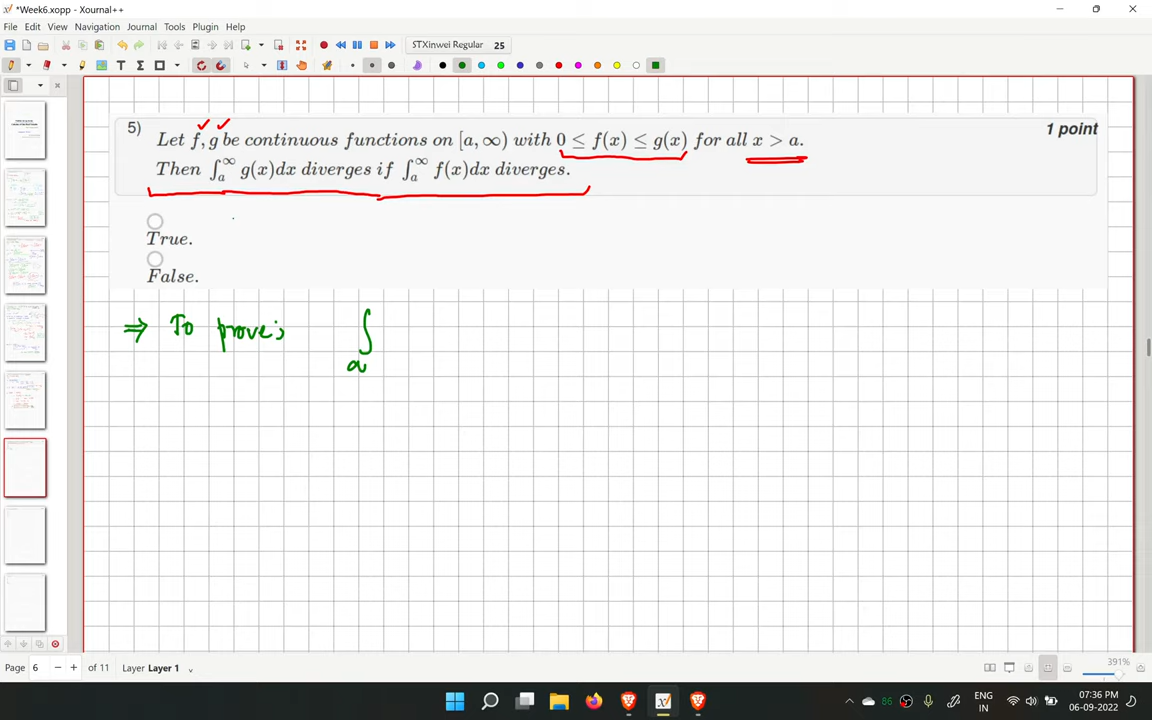 *Week6.xopp - Xournal++
File Edit View Navigation Journal Tools Plugin Help
STXinwei Regular 25
5) Let f, g be continuous functions on [a, ∞) with 0 ≤ f(x) ≤ g(x) for all x > a. 1 point
Then ∫ₐ^∞ g(x)dx diverges if ∫ₐ^∞ f(x)dx diverges.
True.
False.
⇒ To prove; ∫ₐ
Page 6 of 11 Layer Layer 1
391%
86 ENG IN 07:36 PM 06-09-2022